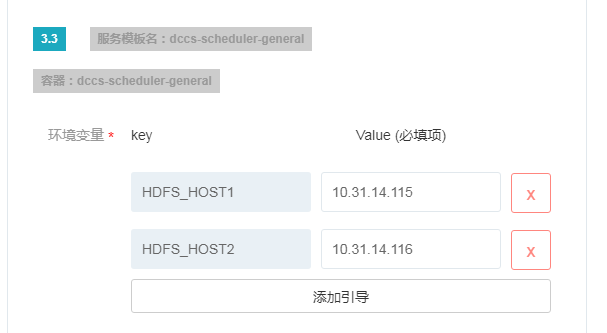 3.3 服务模板名：dccs-scheduler-general
容器：dccs-scheduler-general
环境变量 * key Value (必填项)
HDFS_HOST1 10.31.14.115 X
HDFS_HOST2 10.31.14.116 X
添加引导